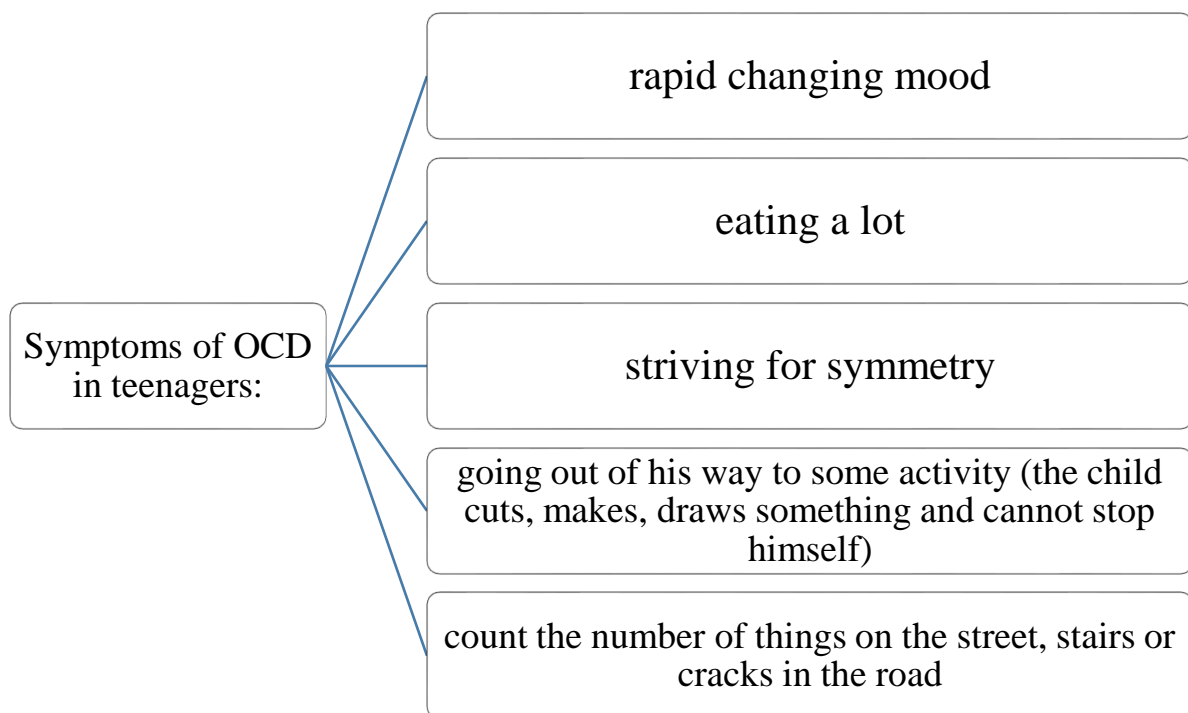 Symptoms of OCD
in teenagers:
rapid changing mood
eating a lot
striving for symmetry
going out of his way to some activity (the child
cuts, makes, draws something and cannot stop
himself)
count the number of things on the street, stairs or
cracks in the road